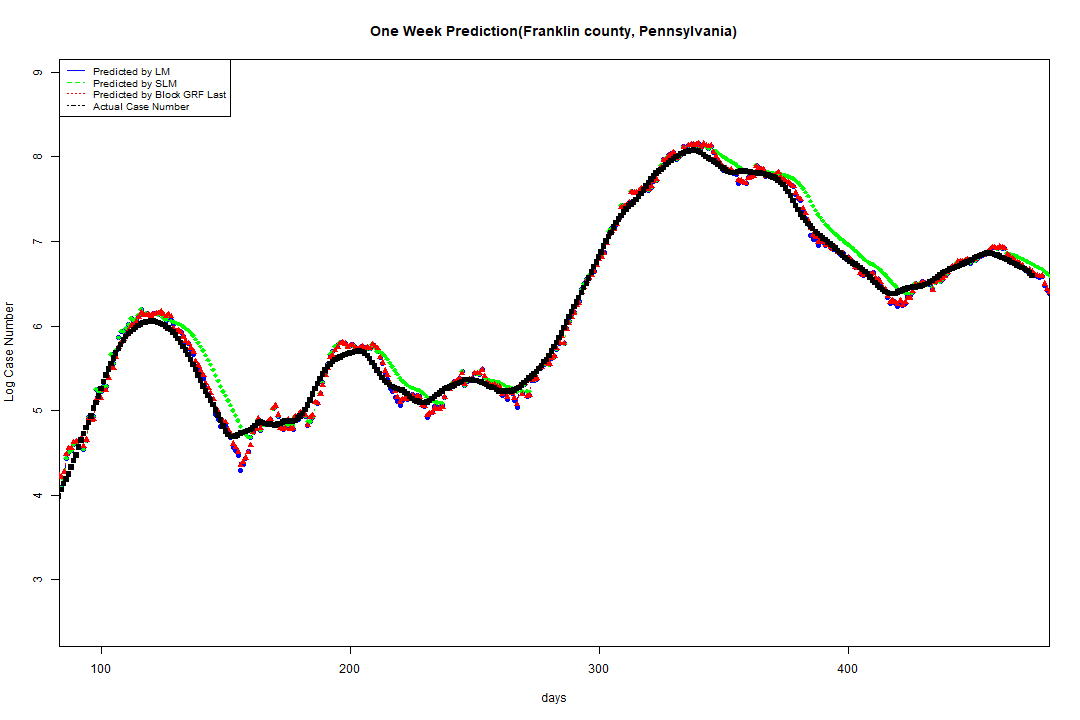 One Week Prediction(Franklin county, Pennsylvania)
Predicted by LM
Predicted by SLM
Predicted by Block GRF Last
Actual Case Number
9
8
7
6
5
4
3
Log Case Number
100 200 300 400
days